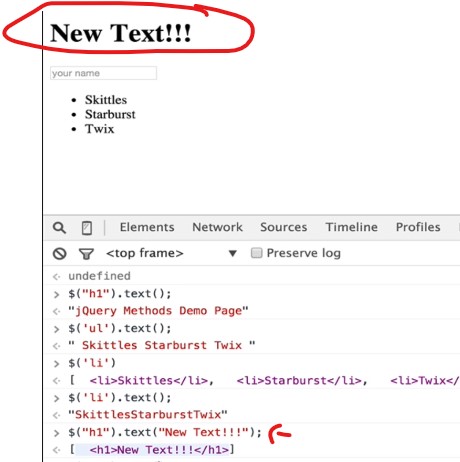 New Text!!!
your name
• Skittles
• Starburst
• Twix
Elements Network Sources Timeline Profiles
<top frame> ▼ Preserve log
undefined
> $("h1").text();
"jQuery Methods Demo Page"
> $('ul').text();
" Skittles Starburst Twix "
> $('li')
[ <li>Skittles</li>, <li>Starburst</li>, <li>Twix</
> $('li').text();
"SkittlesStarburstTwix"
> $("h1").text("New Text!!!");
[ <h1>New Text!!!</h1>]